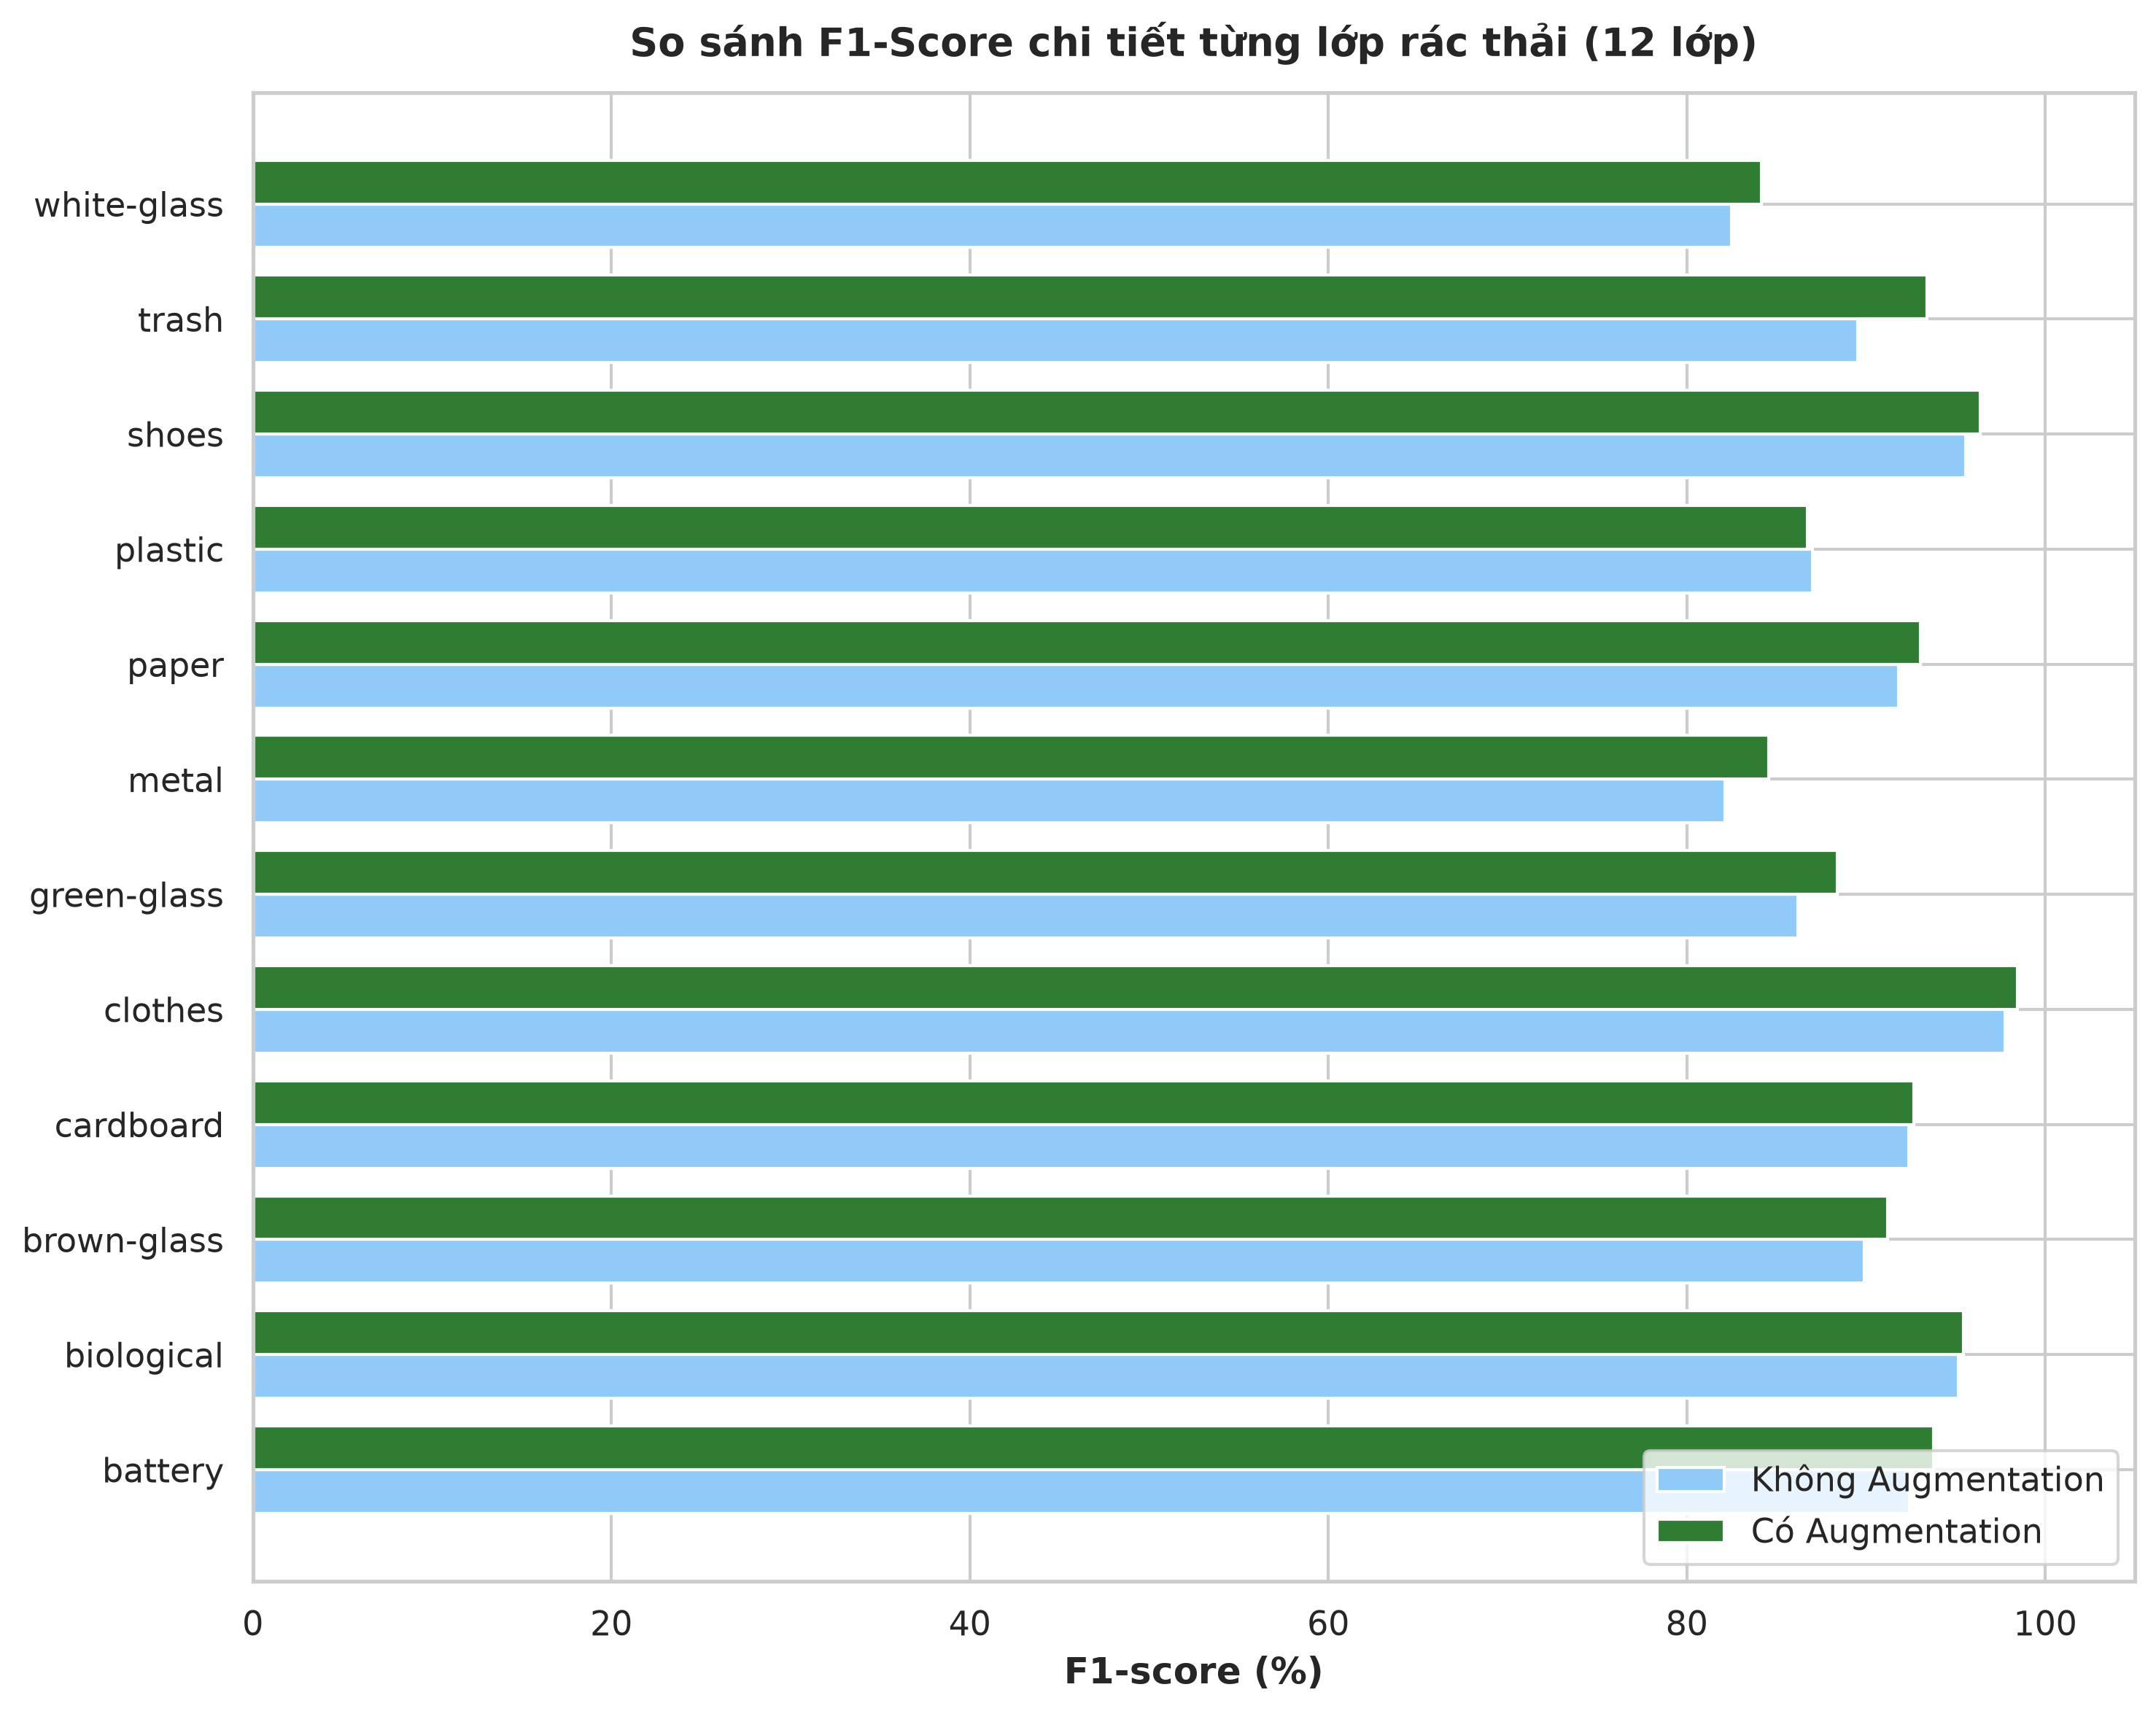 So sánh F1-Score chi tiết từng lớp rác thải (12 lớp)
white-glass
trash
shoes
plastic
paper
metal
green-glass
clothes
cardboard
brown-glass
biological
battery
Không Augmentation
Có Augmentation
0 20 40 60 80 100
F1-score (%)